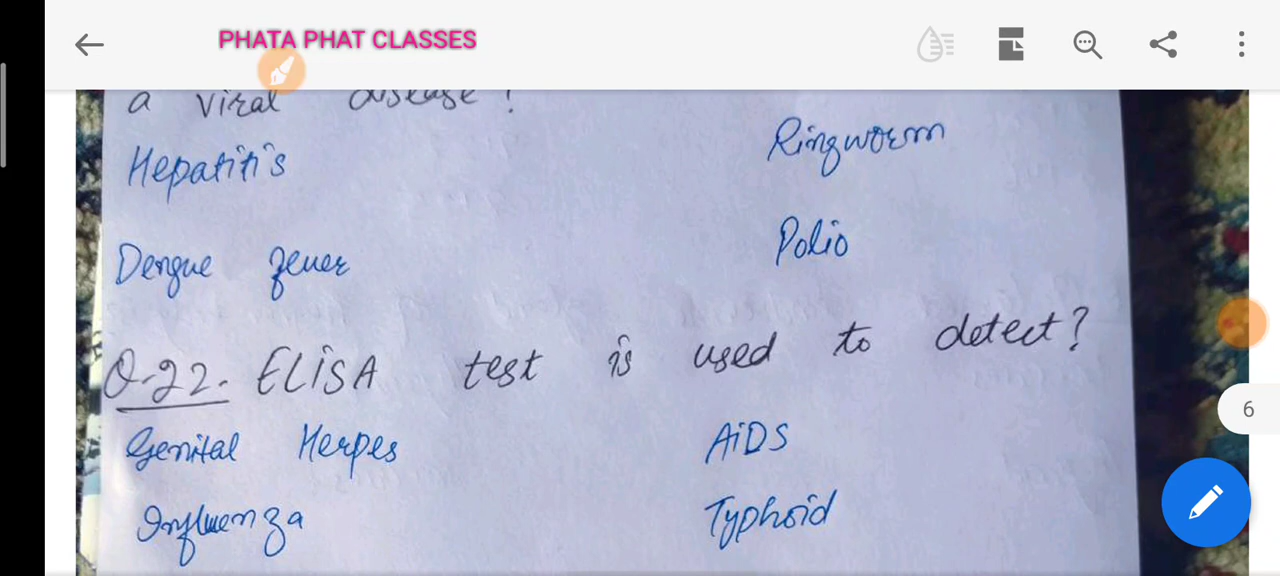 PHATA PHAT CLASSES
a viral disease?
Hepatitis Ringworm
Dengue fever Polio
Q-22. ELiSA test is used to detect?
Genital Herpes AiDS
Influenza Typhoid
6